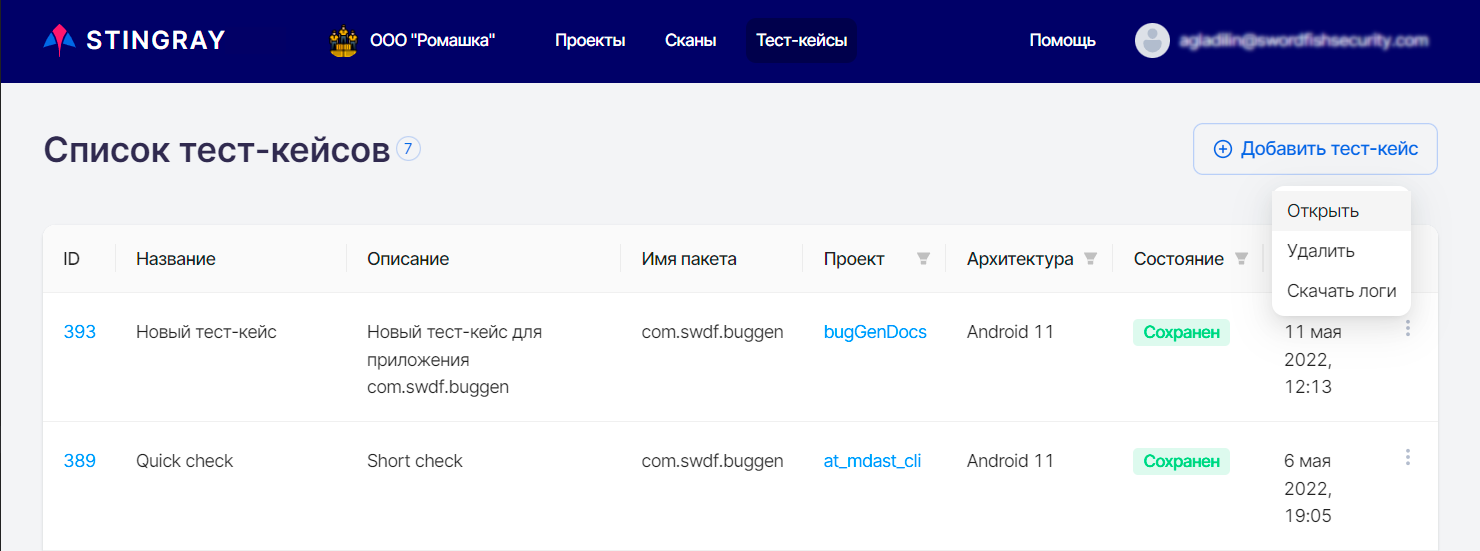 STINGRAY
ООО "Ромашка"
Проекты
Сканы
Тест-кейсы
Помощь
agladilin@swordfishsecurity.com
Список тест-кейсов 7
Добавить тест-кейс
Открыть
Удалить
Скачать логи
ID
Название
Описание
Имя пакета
Проект
Архитектура
Состояние
393
Новый тест-кейс
Новый тест-кейс для
приложения
com.swdf.buggen
com.swdf.buggen
bugGenDocs
Android 11
Сохранен
11 мая
2022,
12:13
389
Quick check
Short check
com.swdf.buggen
at_mdast_cli
Android 11
Сохранен
6 мая
2022,
19:05